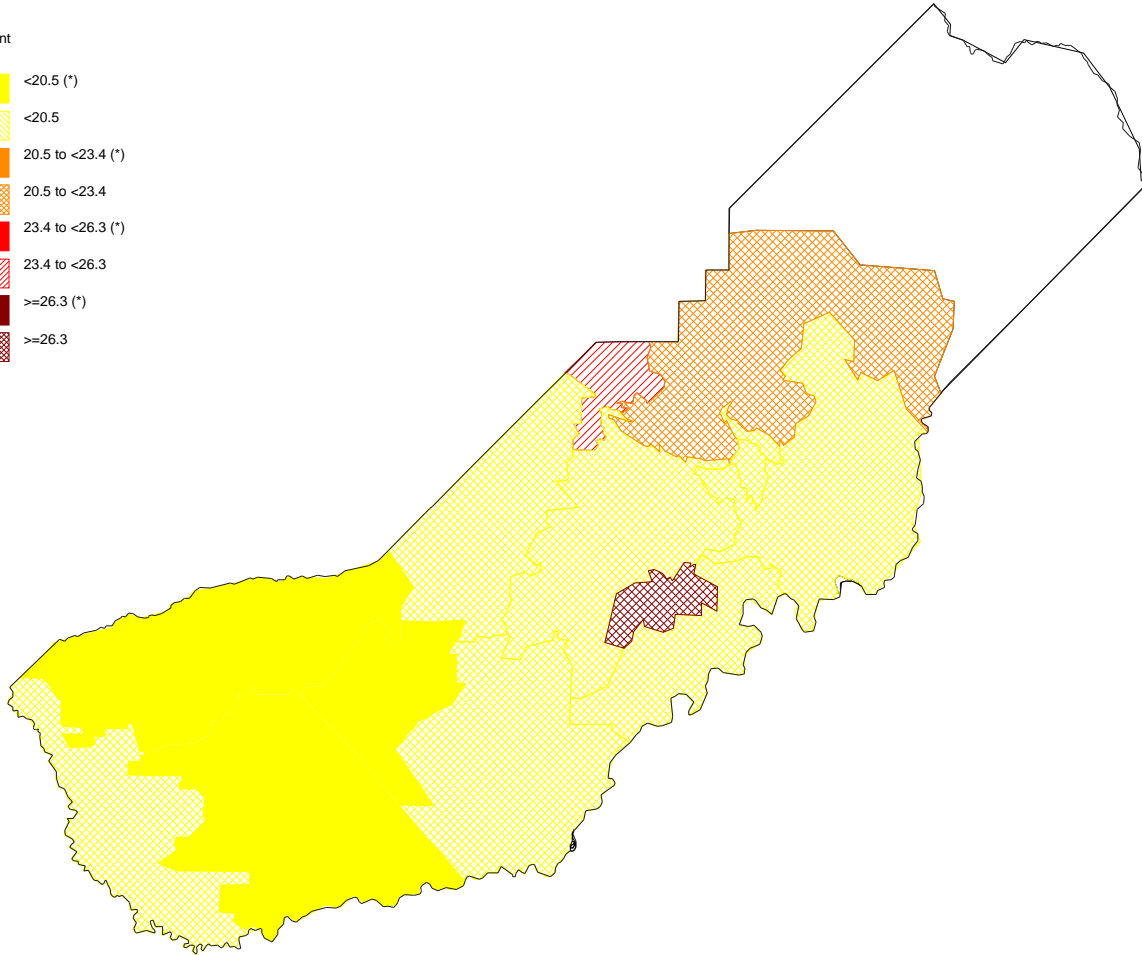 nt
<20.5 (*)
<20.5
20.5 to <23.4 (*)
20.5 to <23.4
23.4 to <26.3 (*)
23.4 to <26.3
>=26.3 (*)
>=26.3